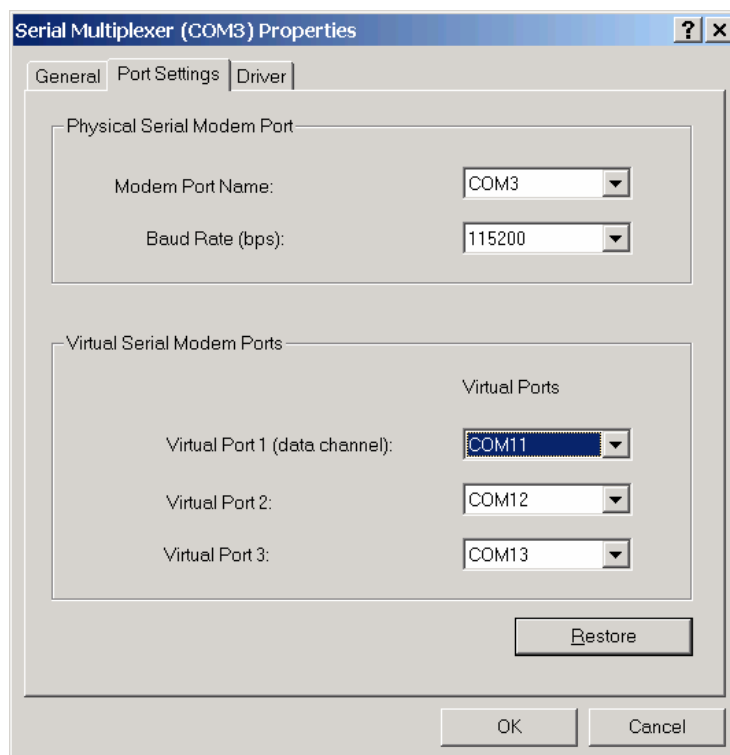 Serial Multiplexer (COM3) Properties
General Port Settings Driver
Physical Serial Modem Port
Modem Port Name: COM3
Baud Rate (bps): 115200
Virtual Serial Modem Ports
Virtual Ports
Virtual Port 1 (data channel): COM11
Virtual Port 2: COM12
Virtual Port 3: COM13
Restore
OK Cancel